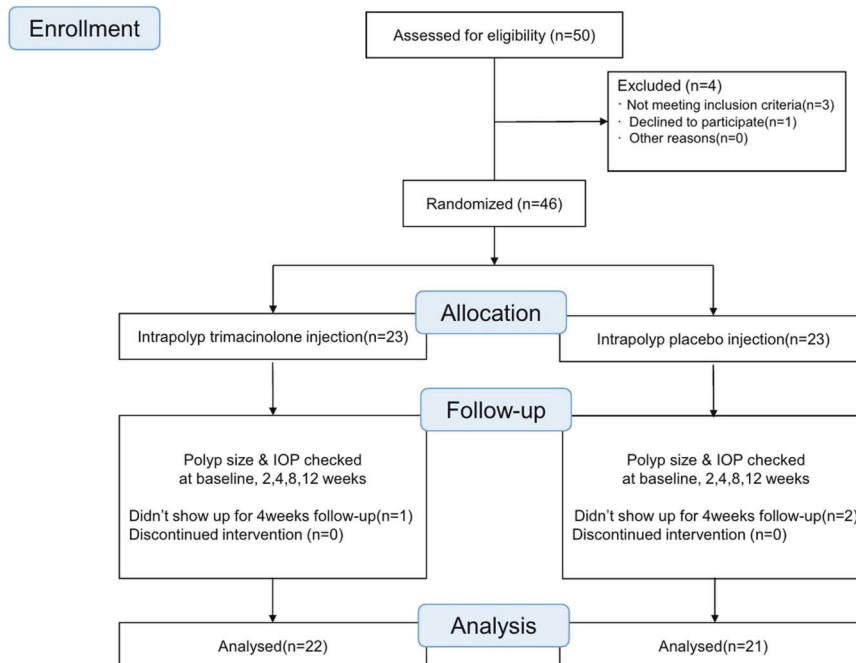 Enrollment
Assessed for eligibility (n=50)
Excluded (n=4)
· Not meeting inclusion criteria(n=3)
· Declined to participate(n=1)
· Other reasons(n=0)
Randomized (n=46)
Allocation
Intrapolyp trimacinolone injection(n=23)
Intrapolyp placebo injection(n=23)
Follow-up
Polyp size & IOP checked
at baseline, 2,4,8,12 weeks
Didn't show up for 4weeks follow-up(n=1)
Discontinued intervention (n=0)
Polyp size & IOP checked
at baseline, 2,4,8,12 weeks
Didn't show up for 4weeks follow-up(n=2)
Discontinued intervention (n=0)
Analysis
Analysed(n=22)
Analysed(n=21)